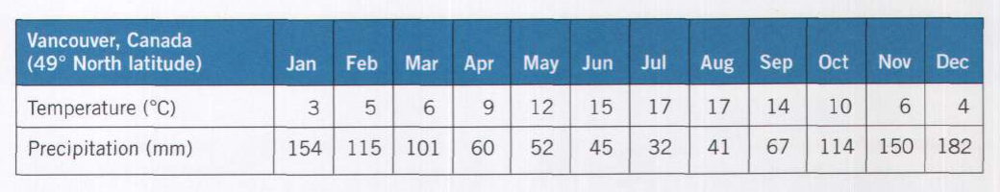 Vancouver, Canada
(49° North latitude) Jan Feb Mar Apr May Jun Jul Aug Sep Oct Nov Dec
Temperature (°C) 3 5 6 9 12 15 17 17 14 10 6 4
Precipitation (mm) 154 115 101 60 52 45 32 41 67 114 150 182